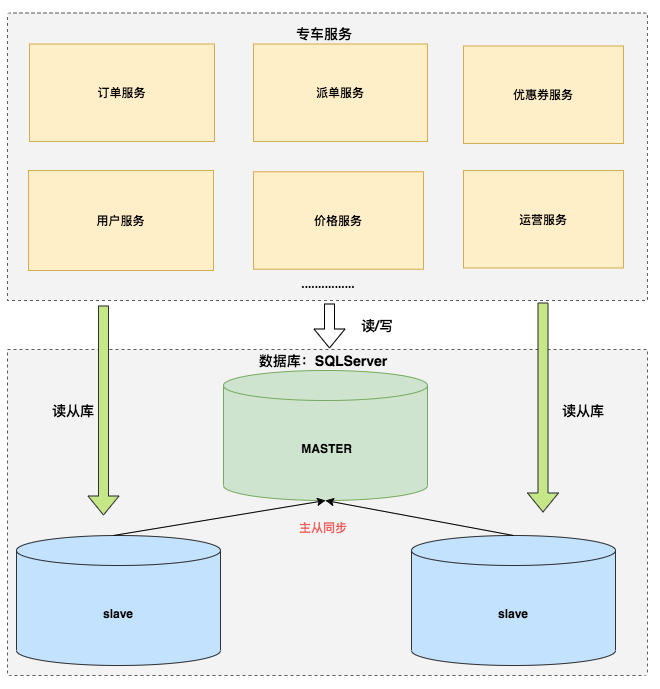 专车服务
订单服务
派单服务
优惠券服务
用户服务
价格服务
运营服务
................
读/写
数据库：SQLServer
读从库
读从库
MASTER
主从同步
slave
slave